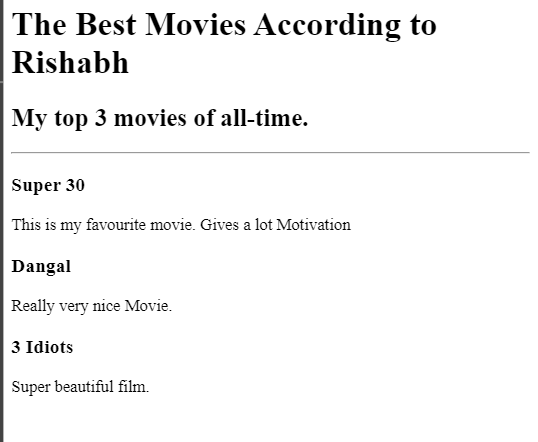 The Best Movies According to
Rishabh
My top 3 movies of all-time.
Super 30
This is my favourite movie. Gives a lot Motivation
Dangal
Really very nice Movie.
3 Idiots
Super beautiful film.